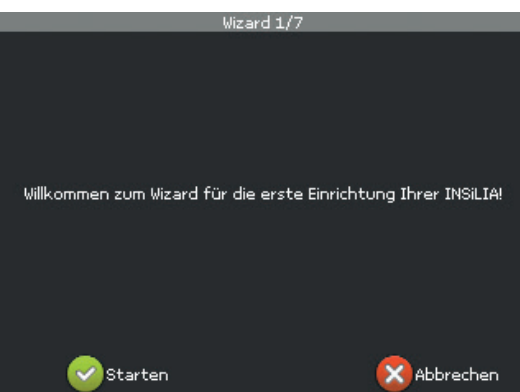 Wizard 1/7
Willkommen zum Wizard für die erste Einrichtung Ihrer INSiLIA!
Starten
Abbrechen